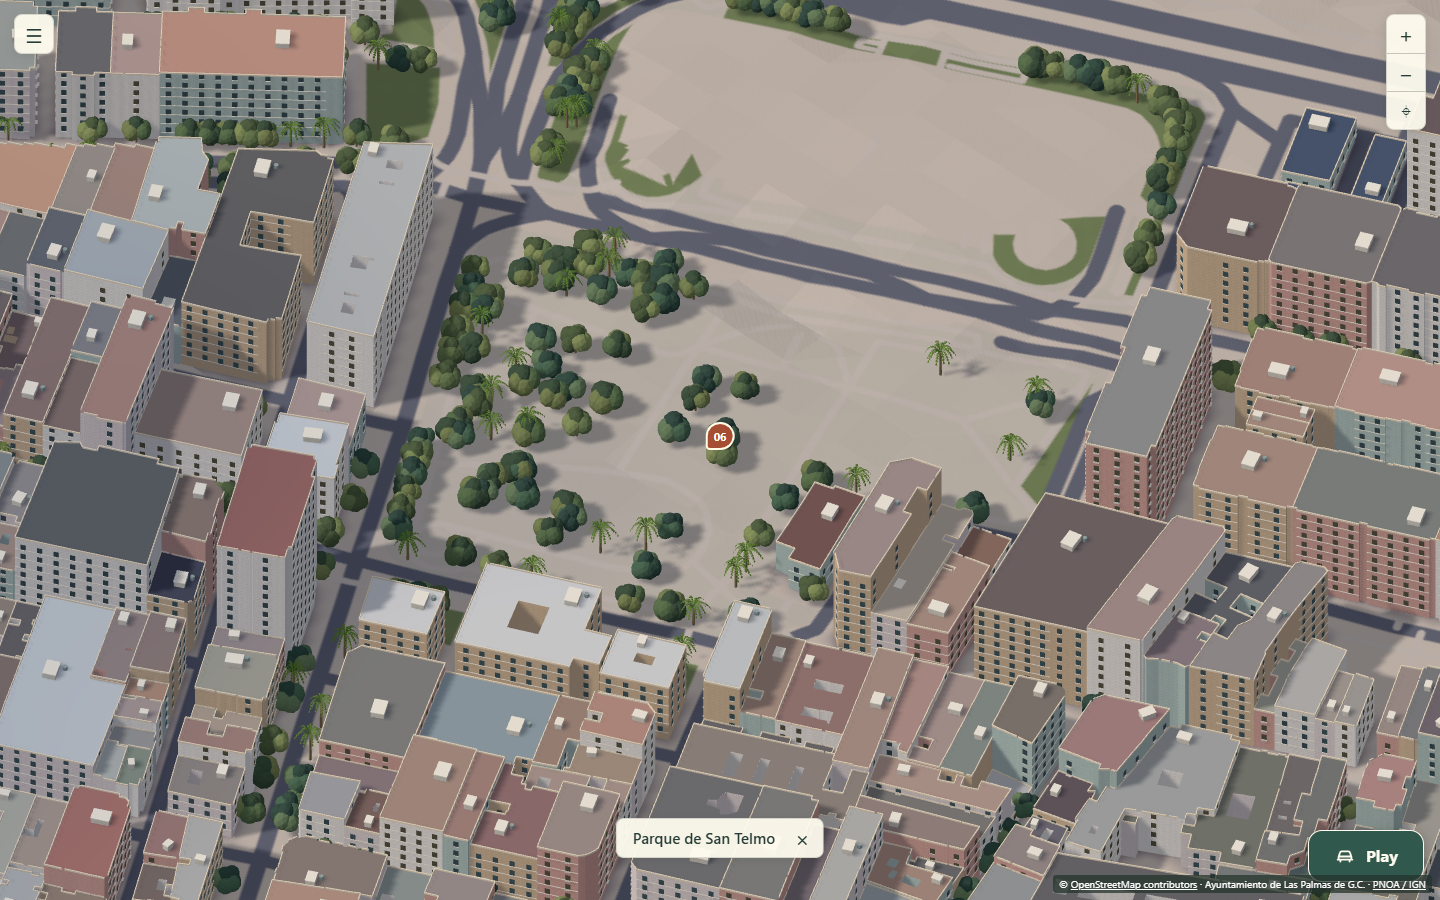 06
Parque de San Telmo
Play
© OpenStreetMap contributors · Ayuntamiento de Las Palmas de G.C. · PNOA / IGN